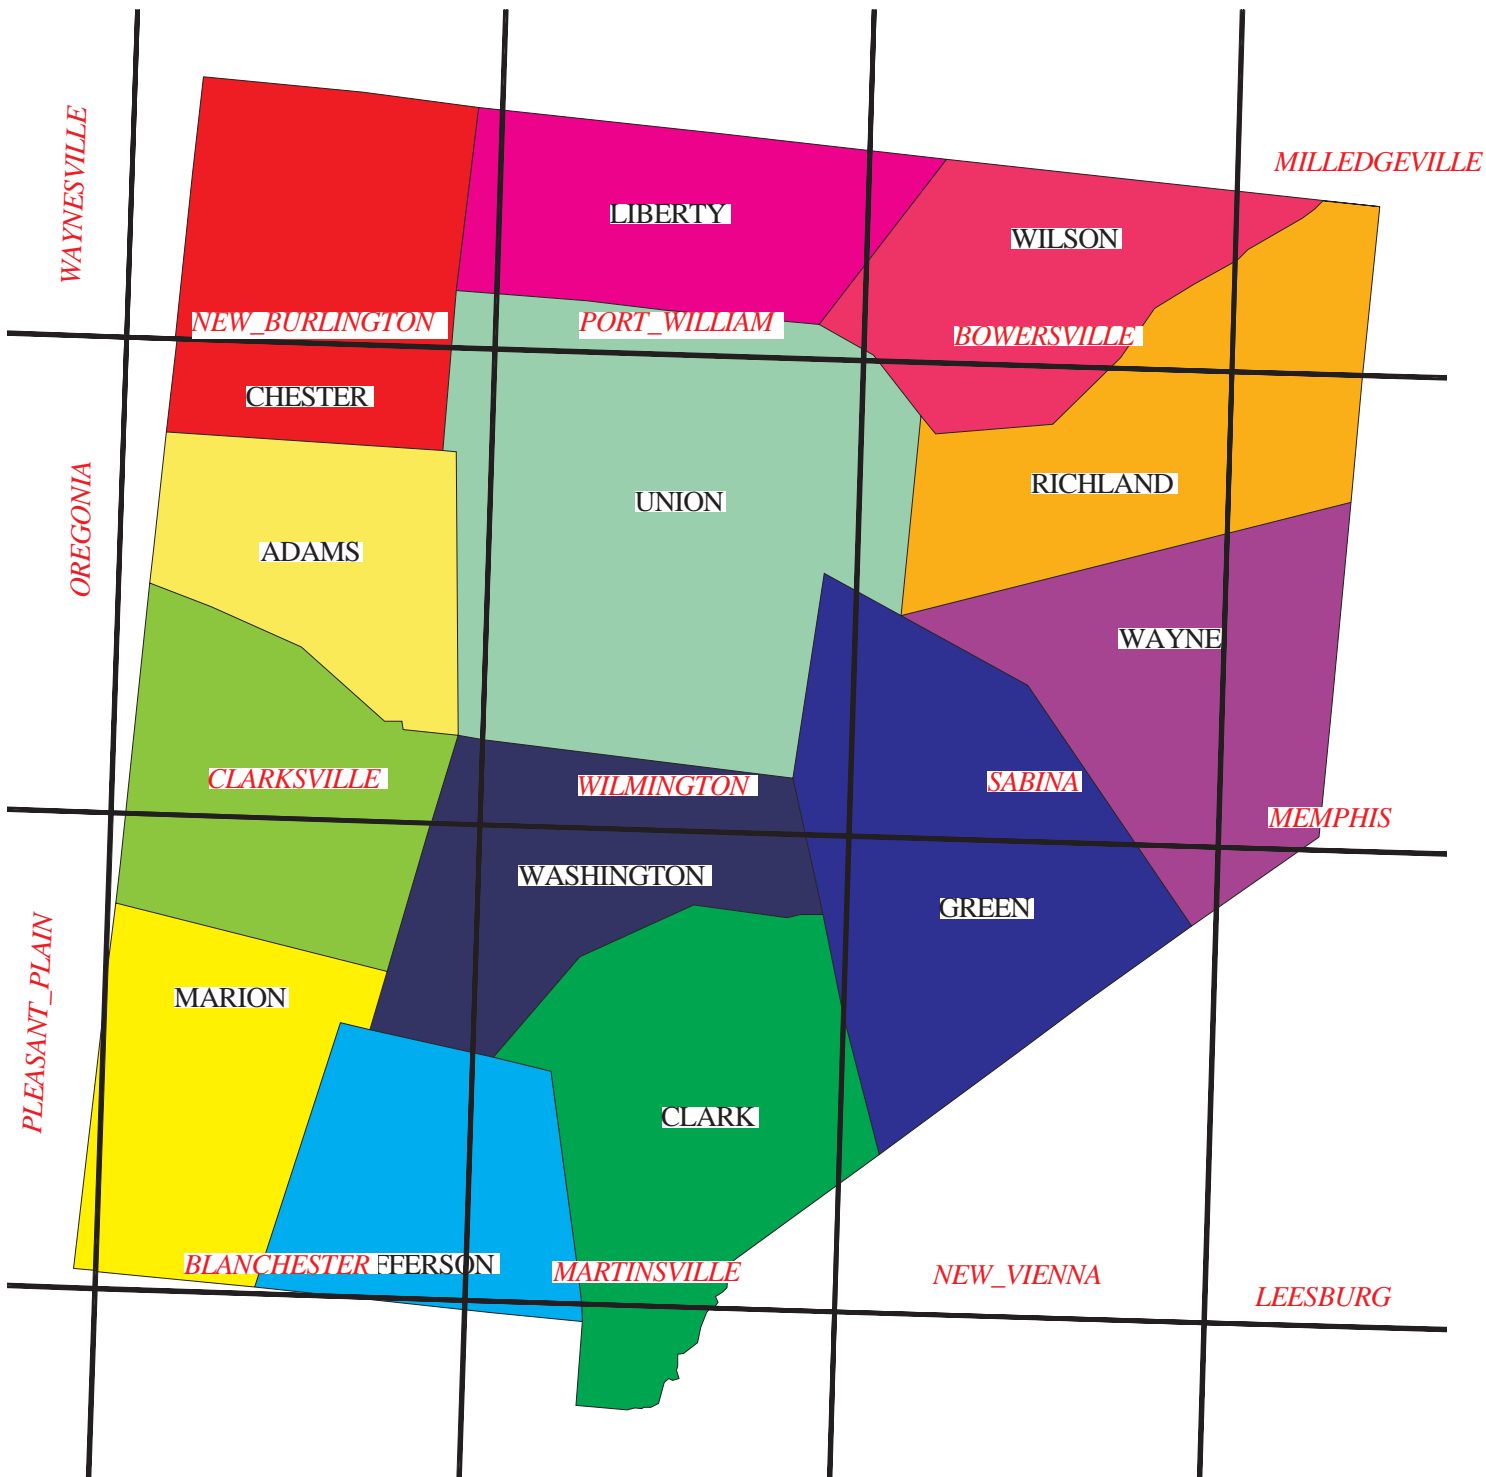 WAYNESVILLE
MILLEDGEVILLE
LIBERTY
WILSON
NEW_BURLINGTON
PORT_WILLIAM
BOWERSVILLE
CHESTER
OREGONIA
UNION
RICHLAND
ADAMS
WAYNE
CLARKSVILLE
WILMINGTON
SABINA
MEMPHIS
WASHINGTON
GREEN
PLEASANT_PLAIN
MARION
CLARK
BLANCHESTER
FFERSON
MARTINSVILLE
NEW_VIENNA
LEESBURG